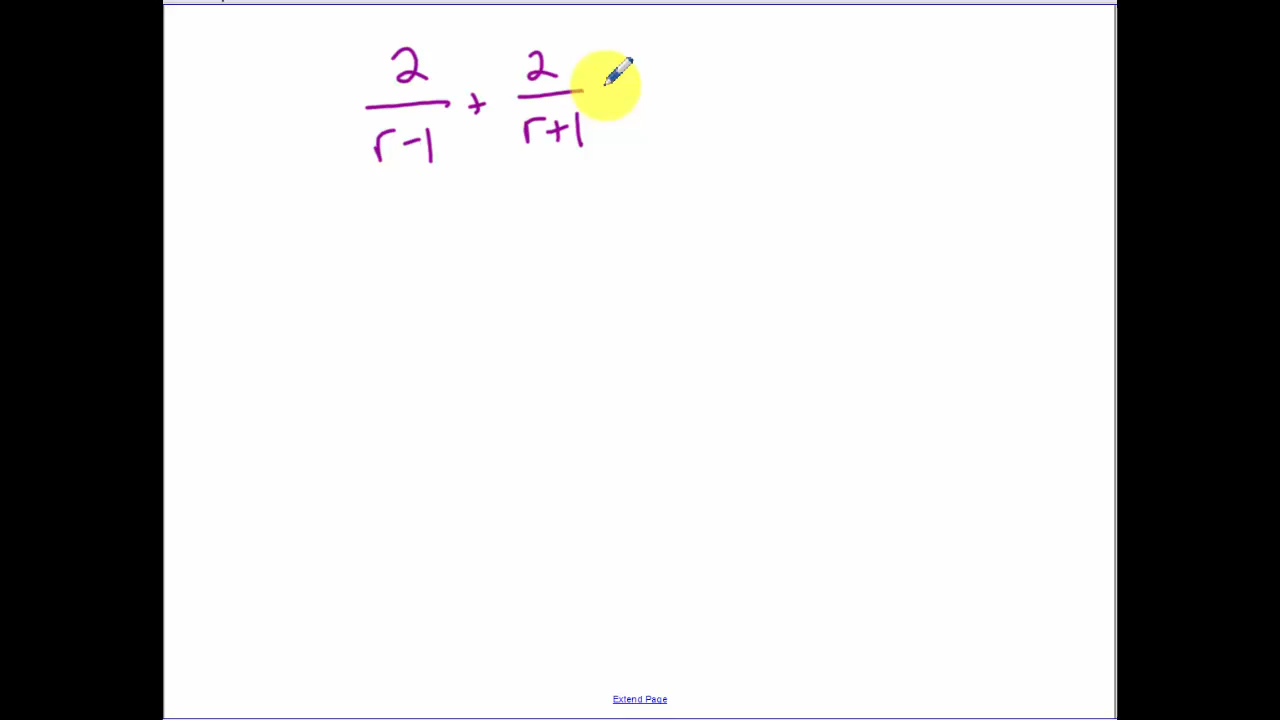 2/(r-1) + 2/(r+1)
Extend Page